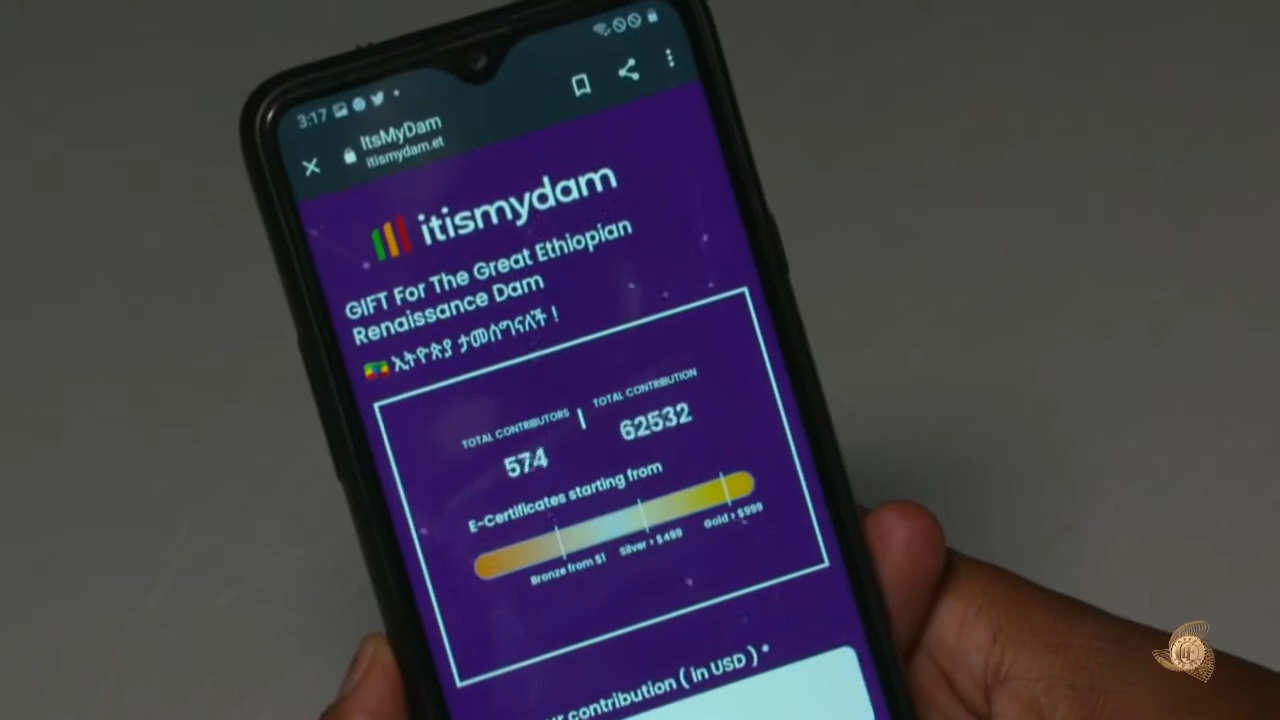 3:17
ItsMyDam
itismydam.et
itismydam
GIFT For The Great Ethiopian
Renaissance Dam
ኢትዮጵያ ታመሰግናለች !
TOTAL CONTRIBUTORS
574
TOTAL CONTRIBUTION
62532
E-Certificates starting from
Bronze from $1
Silver > $499
Gold > $999
contribution ( in USD ) *